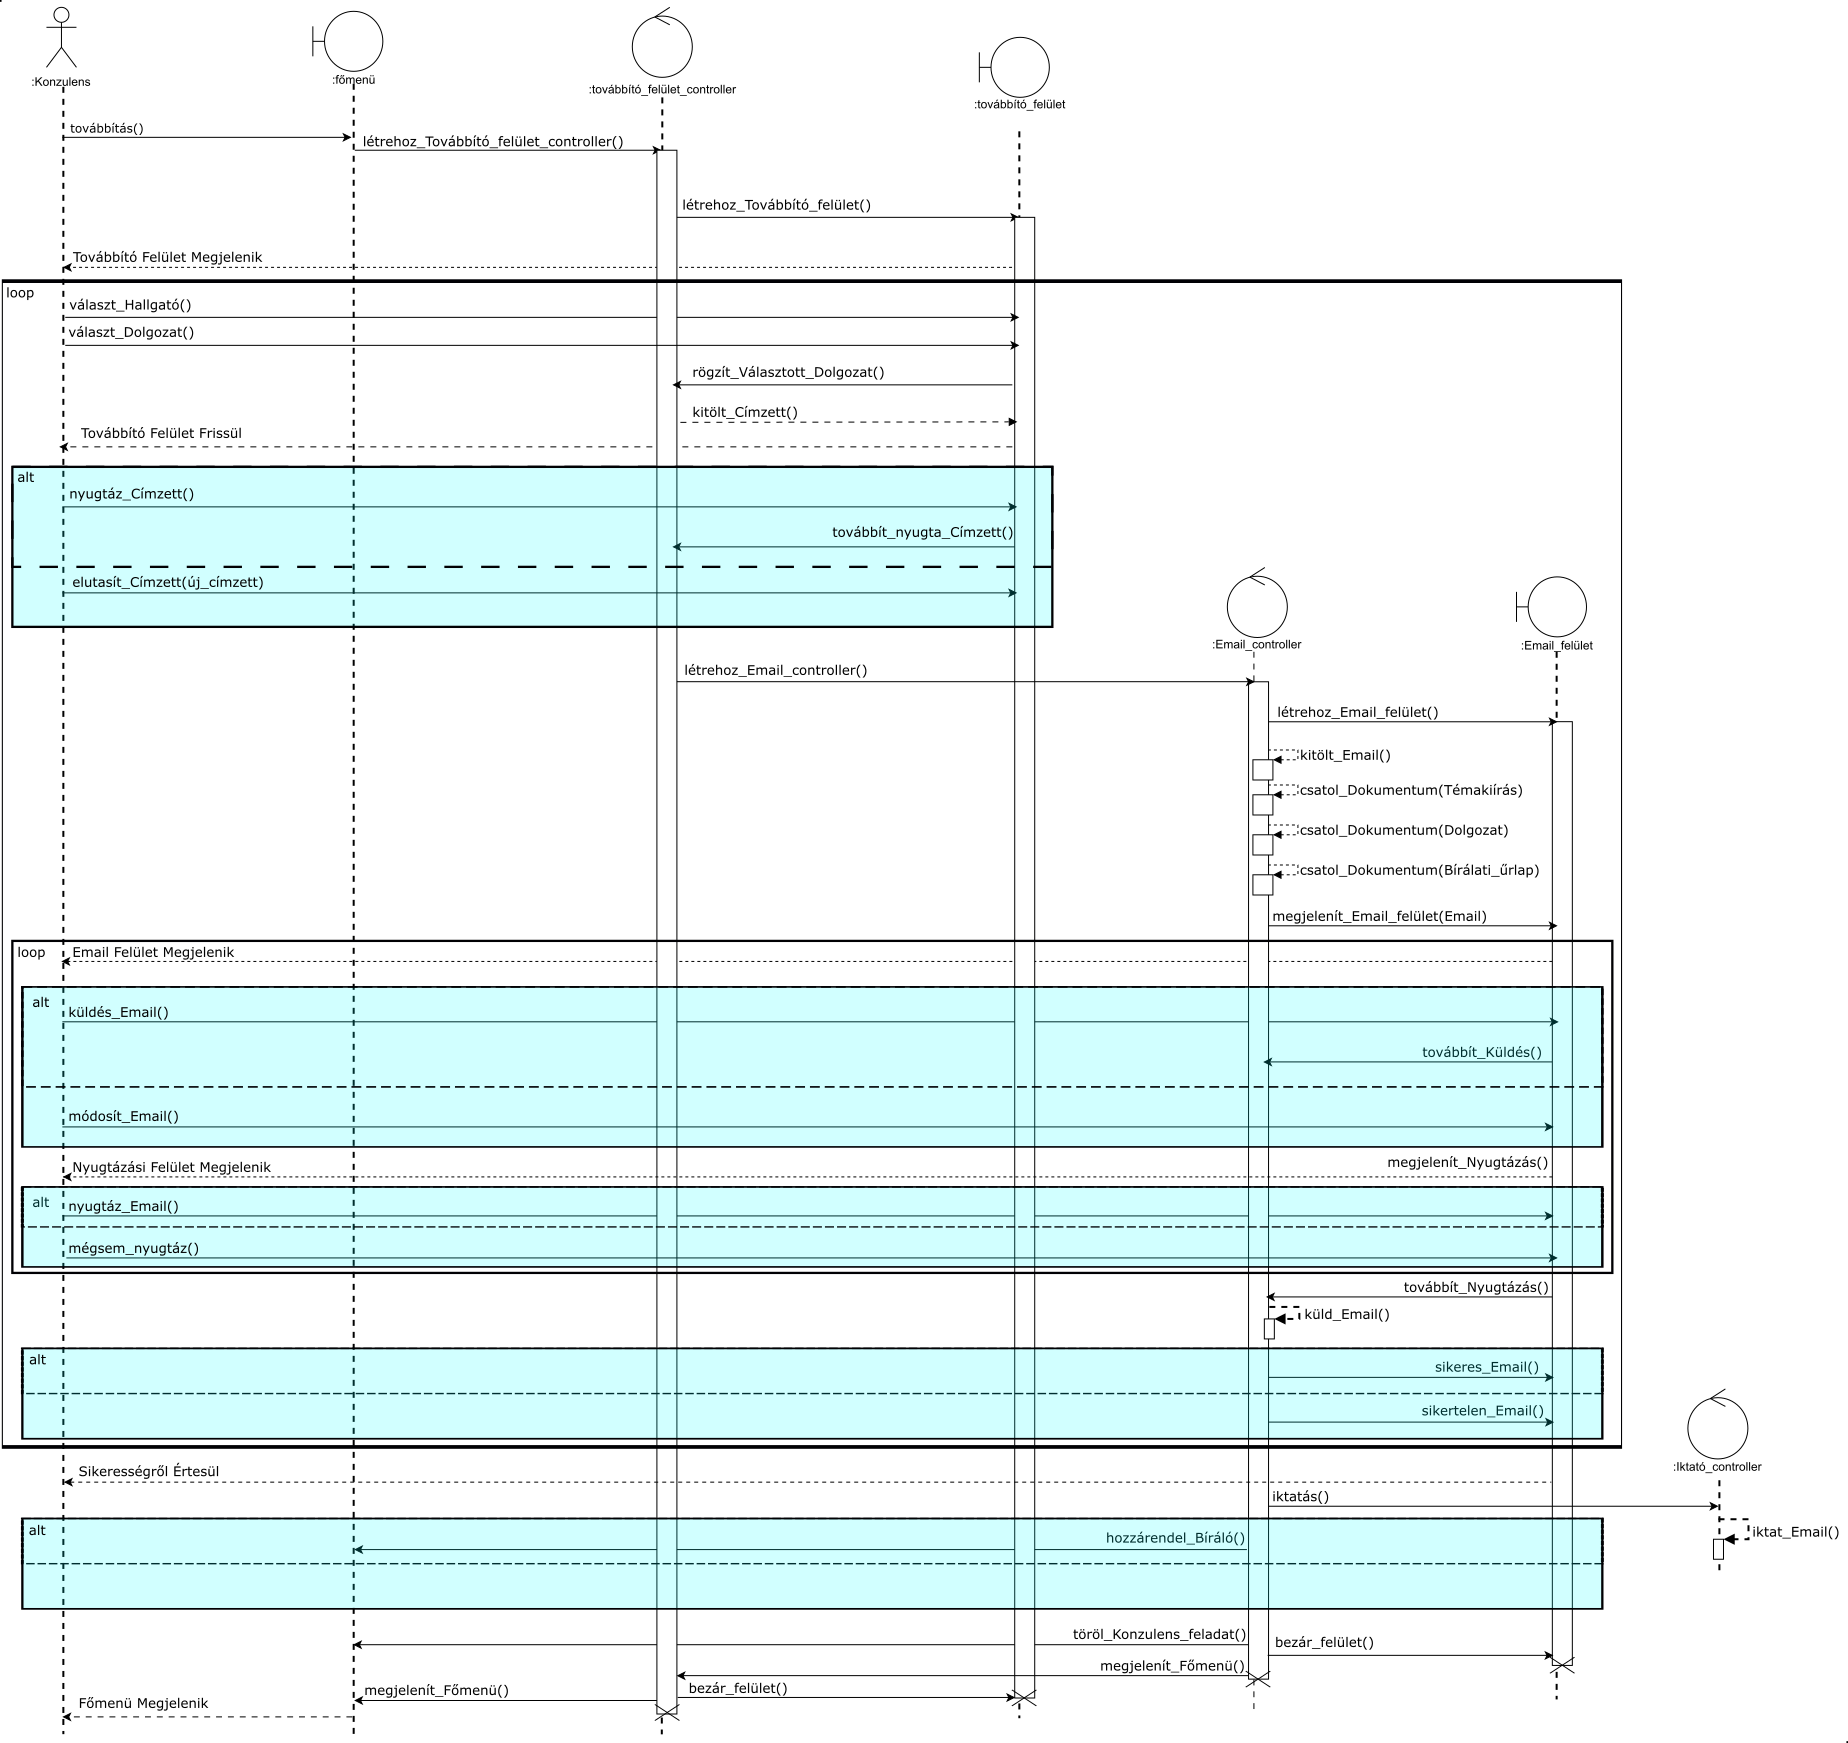 :Konzulens
:főmenü
:továbbító_felület_controller
:továbbító_felület
továbbítás()
létrehoz_Továbbító_felület_controller()
létrehoz_Továbbító_felület()
Továbbító Felület Megjelenik
loop
választ_Hallgató()
választ_Dolgozat()
rögzít_Választott_Dolgozat()
kitölt_Címzett()
Továbbító Felület Frissül
alt
nyugtáz_Címzett()
továbbít_nyugta_Címzett()
elutasít_Címzett(új_címzett)
:Email_controller
:Email_felület
létrehoz_Email_controller()
létrehoz_Email_felület()
kitölt_Email()
csatol_Dokumentum(Témakiírás)
csatol_Dokumentum(Dolgozat)
csatol_Dokumentum(Bírálati_űrlap)
megjelenít_Email_felület(Email)
loop
Email Felület Megjelenik
alt
küldés_Email()
továbbít_Küldés()
módosít_Email()
megjelenít_Nyugtázás()
Nyugtázási Felület Megjelenik
alt
nyugtáz_Email()
mégsem_nyugtáz()
továbbít_Nyugtázás()
küld_Email()
alt
sikeres_Email()
sikertelen_Email()
:Iktató_controller
Sikerességről Értesül
iktatás()
alt
iktat_Email()
hozzárendel_Bíráló()
töröl_Konzulens_feladat()
bezár_felület()
megjelenít_Főmenü()
bezár_felület()
megjelenít_Főmenü()
Főmenü Megjelenik